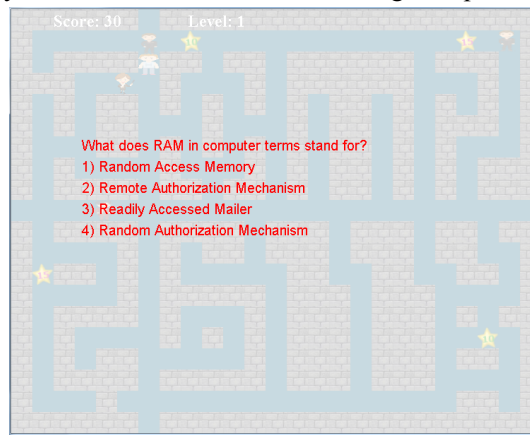 Score: 30 Level: 1
What does RAM in computer terms stand for?
1) Random Access Memory
2) Remote Authorization Mechanism
3) Readily Accessed Mailer
4) Random Authorization Mechanism